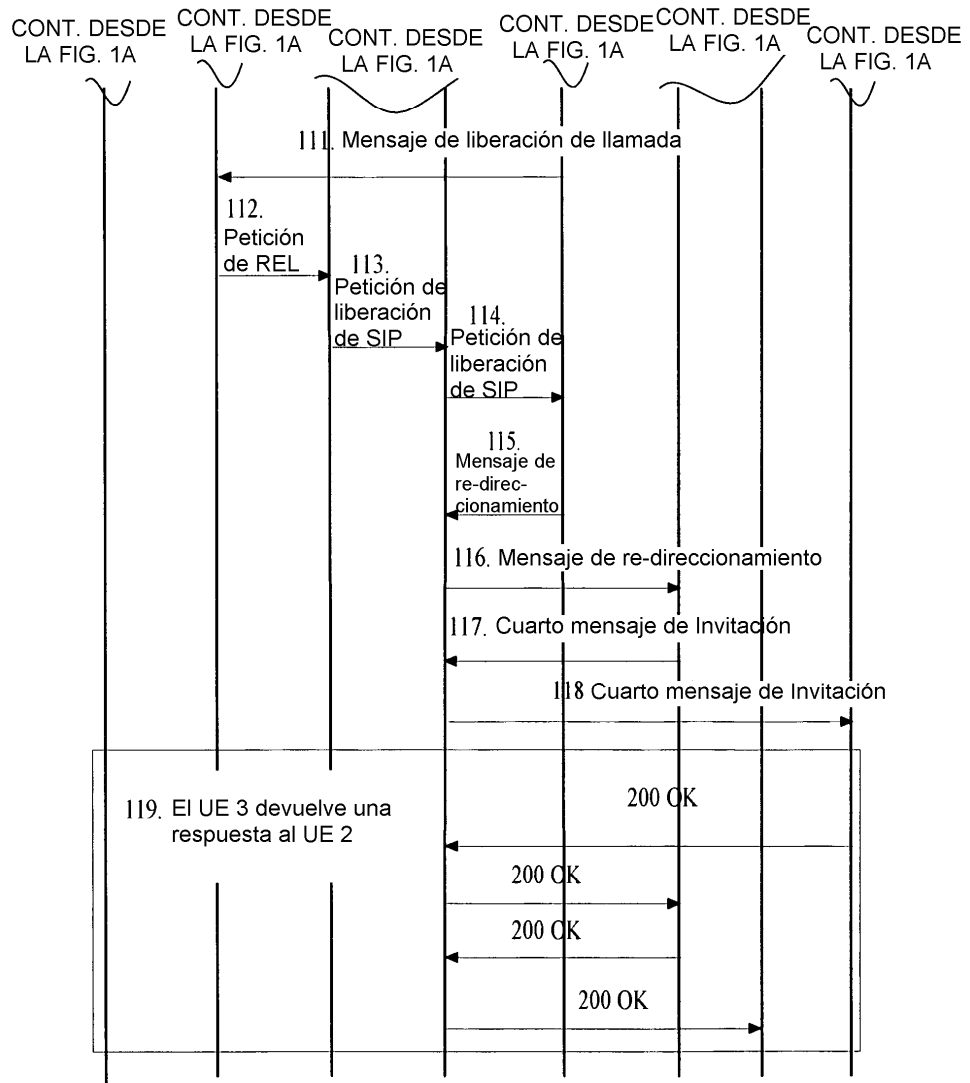 CONT. DESDE
LA FIG. 1A
CONT. DESDE
LA FIG. 1A
CONT. DESDE
LA FIG. 1A
CONT. DESDE
LA FIG. 1A
CONT. DESDE
LA FIG. 1A
CONT. DESDE
LA FIG. 1A
111. Mensaje de liberación de llamada
112.
Petición
de REL
113.
Petición de
liberación
de SIP
114.
Petición de
liberación
de SIP
115.
Mensaje de
re-direc-
cionamiento
116. Mensaje de re-direccionamiento
117. Cuarto mensaje de Invitación
118 Cuarto mensaje de Invitación
119. El UE 3 devuelve una
respuesta al UE 2
200 OK
200 OK
200 OK
200 OK